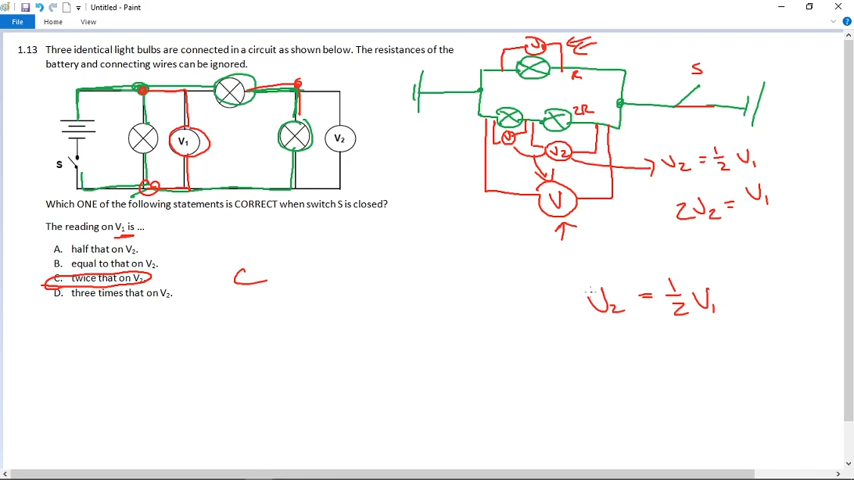 Untitled - Paint
File Home View
1.13 Three identical light bulbs are connected in a circuit as shown below. The resistances of the
battery and connecting wires can be ignored.
S
V1
V2
V
R
2R
V
V2
V
S
V2 = 1/2 V1
2V2 = V1
Which ONE of the following statements is CORRECT when switch S is closed?
The reading on V1 is ...
A. half that on V2.
B. equal to that on V2.
C. twice that on V2.
D. three times that on V2.
C
V2 = 1/2 V1